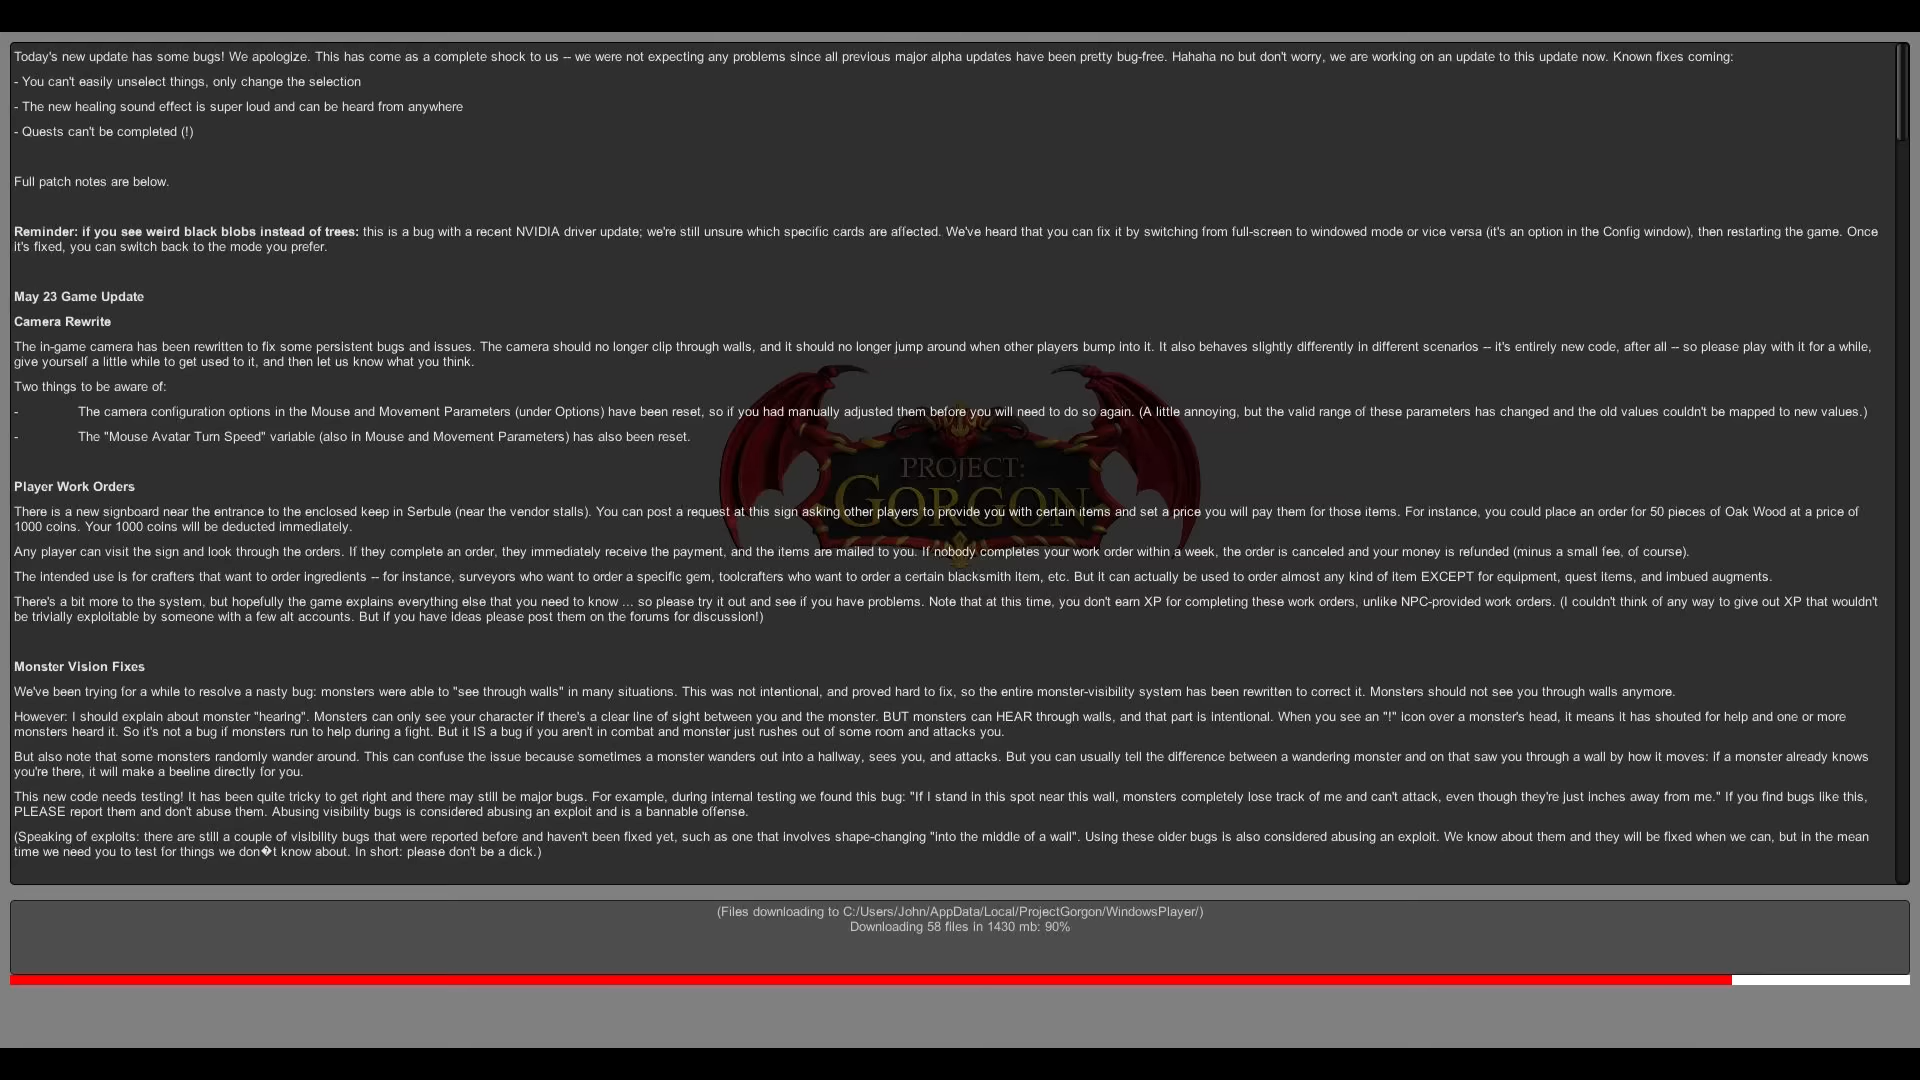 Today's new update has some bugs! We apologize. This has come as a complete shock to us -- we were not expecting any problems since all previous major alpha updates have been pretty bug-free. Hahaha no but don't worry, we are working on an update to this update now. Known fixes coming:
- You can't easily unselect things, only change the selection
- The new healing sound effect is super loud and can be heard from anywhere
- Quests can't be completed (!)
Full patch notes are below.
Reminder: if you see weird black blobs instead of trees: this is a bug with a recent NVIDIA driver update; we're still unsure which specific cards are affected. We've heard that you can fix it by switching from full-screen to windowed mode or vice versa (it's an option in the Config window), then restarting the game. Once
it's fixed, you can switch back to the mode you prefer.
May 23 Game Update
Camera Rewrite
The in-game camera has been rewritten to fix some persistent bugs and issues. The camera should no longer clip through walls, and it should no longer jump around when other players bump into it. It also behaves slightly differently in different scenarios -- it's entirely new code, after all -- so please play with it for a while,
give yourself a little while to get used to it, and then let us know what you think.
Two things to be aware of:
- The camera configuration options in the Mouse and Movement Parameters (under Options) have been reset, so if you had manually adjusted them before you will need to do so again. (A little annoying, but the valid range of these parameters has changed and the old values couldn't be mapped to new values.)
- The "Mouse Avatar Turn Speed" variable (also in Mouse and Movement Parameters) has also been reset.
PROJECT:
GORGON
Player Work Orders
There is a new signboard near the entrance to the enclosed keep in Serbule (near the vendor stalls). You can post a request at this sign asking other players to provide you with certain items and set a price you will pay them for those items. For instance, you could place an order for 50 pieces of Oak Wood at a price of
1000 coins. Your 1000 coins will be deducted immediately.
Any player can visit the sign and look through the orders. If they complete an order, they immediately receive the payment, and the items are mailed to you. If nobody completes your work order within a week, the order is canceled and your money is refunded (minus a small fee, of course).
The intended use is for crafters that want to order ingredients -- for instance, surveyors who want to order a specific gem, toolcrafters who want to order a certain blacksmith item, etc. But it can actually be used to order almost any kind of item EXCEPT for equipment, quest items, and imbued augments.
There's a bit more to the system, but hopefully the game explains everything else that you need to know ... so please try it out and see if you have problems. Note that at this time, you don't earn XP for completing these work orders, unlike NPC-provided work orders. (I couldn't think of any way to give out XP that wouldn't
be trivially exploitable by someone with a few alt accounts. But if you have ideas please post them on the forums for discussion!)
Monster Vision Fixes
We've been trying for a while to resolve a nasty bug: monsters were able to "see through walls" in many situations. This was not intentional, and proved hard to fix, so the entire monster-visibility system has been rewritten to correct it. Monsters should not see you through walls anymore.
However: I should explain about monster "hearing". Monsters can only see your character if there's a clear line of sight between you and the monster. BUT monsters can HEAR through walls, and that part is intentional. When you see an "!" icon over a monster's head, it means it has shouted for help and one or more
monsters heard it. So it's not a bug if monsters run to help during a fight. But it IS a bug if you aren't in combat and monster just rushes out of some room and attacks you.
But also note that some monsters randomly wander around. This can confuse the issue because sometimes a monster wanders out into a hallway, sees you, and attacks. But you can usually tell the difference between a wandering monster and on that saw you through a wall by how it moves: if a monster already knows
you're there, it will make a beeline directly for you.
This new code needs testing! It has been quite tricky to get right and there may still be major bugs. For example, during internal testing we found this bug: "If I stand in this spot near this wall, monsters completely lose track of me and can't attack, even though they're just inches away from me." If you find bugs like this,
PLEASE report them and don't abuse them. Abusing visibility bugs is considered abusing an exploit and is a bannable offense.
(Speaking of exploits: there are still a couple of visibility bugs that were reported before and haven't been fixed yet, such as one that involves shape-changing "into the middle of a wall". Using these older bugs is also considered abusing an exploit. We know about them and they will be fixed when we can, but in the mean
time we need you to test for things we don�t know about. In short: please don't be a dick.)
(Files downloading to C:/Users/John/AppData/Local/ProjectGorgon/WindowsPlayer/)
Downloading 58 files in 1430 mb: 90%